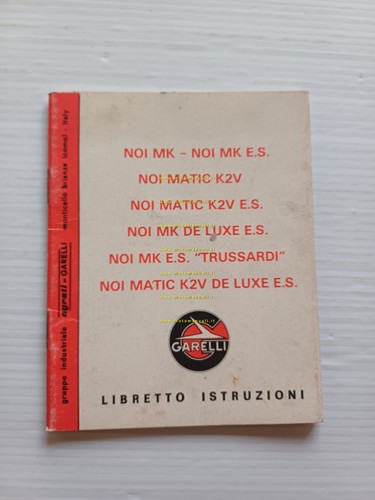 NOI MK - NOI MK E.S.
NOI MATIC K2V
NOI MATIC K2V E.S.
NOI MK DE LUXE E.S.
NOI MK E.S. "TRUSSARDI"
NOI MATIC K2V DE LUXE E.S.
GARELLI
LIBRETTO ISTRUZIONI
gruppo industriale agrati - GARELLI monticello brianza (como) - italy